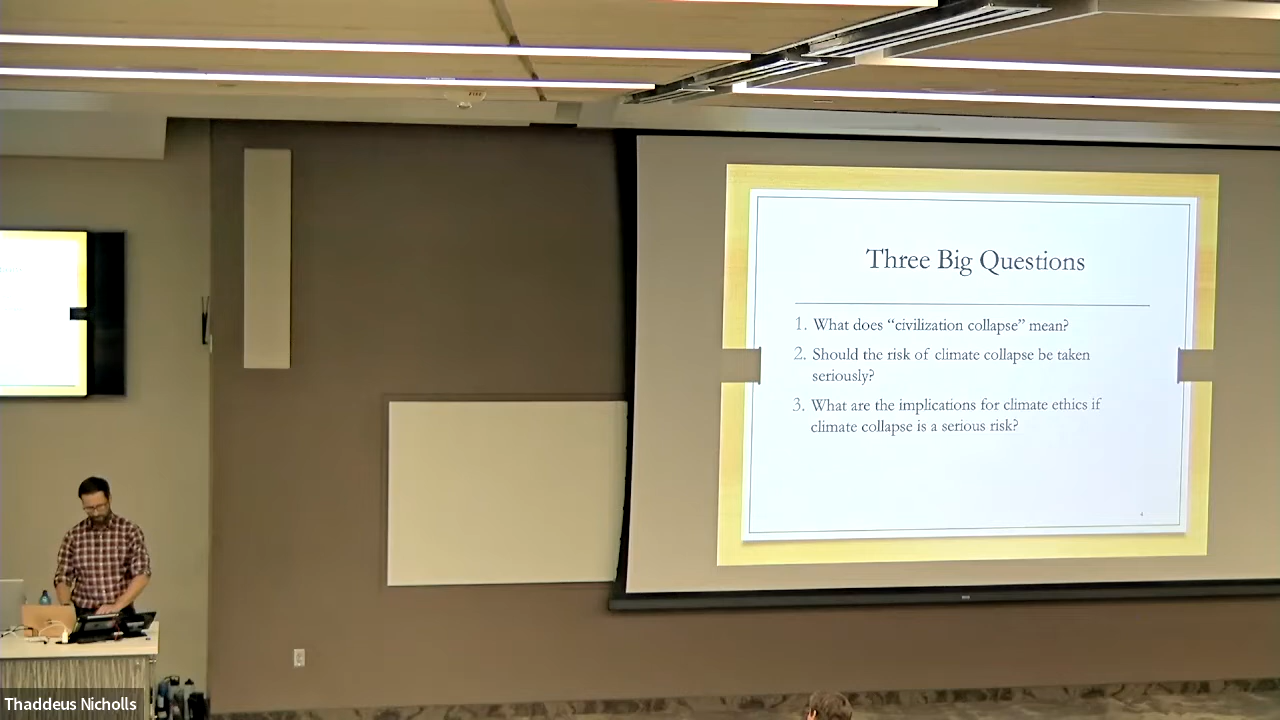 Three Big Questions
1. What does “civilization collapse” mean?
2. Should the risk of climate collapse be taken
seriously?
3. What are the implications for climate ethics if
climate collapse is a serious risk?
Thaddeus Nicholls